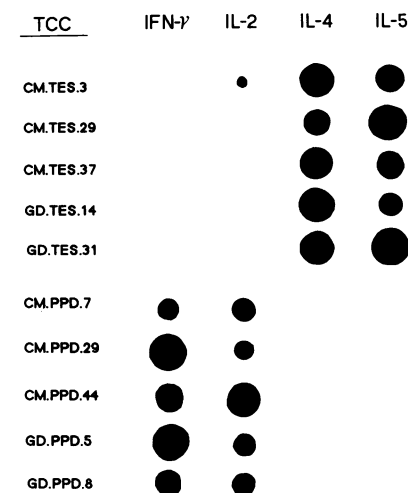 TCC IFN-γ IL-2 IL-4 IL-5
CM.TES.3
CM.TES.29
CM.TES.37
GD.TES.14
GD.TES.31
CM.PPD.7
CM.PPD.29
CM.PPD.44
GD.PPD.5
GD.PPD.8